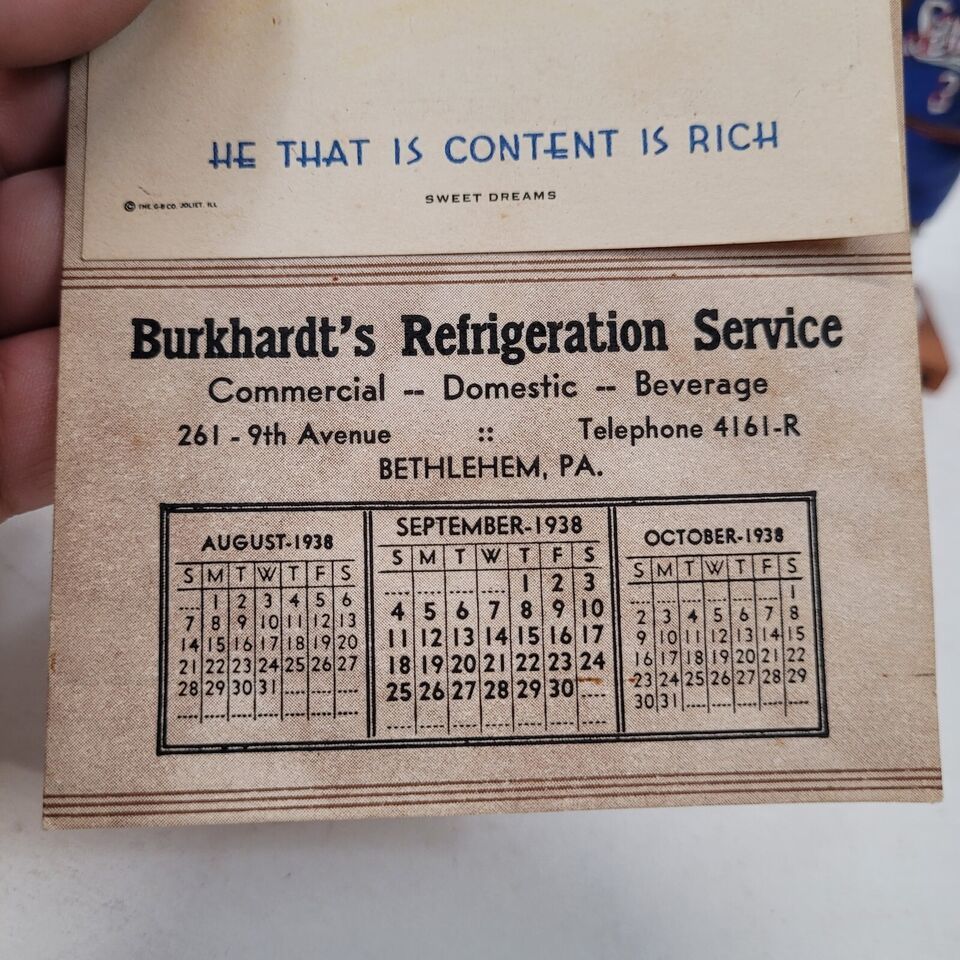 HE THAT IS CONTENT IS RICH
SWEET DREAMS
© THE G-B CO. JOLIET, ILL
Burkhardt's Refrigeration Service
Commercial -- Domestic -- Beverage
261 - 9th Avenue :: Telephone 4161-R
BETHLEHEM, PA.
AUGUST-1938
S M T W T F S
.... 1 2 3 4 5 6
7 8 9 10 11 12 13
14 15 16 17 18 19 20
21 22 23 24 25 26 27
28 29 30 31 .... .... ....
.... .... .... .... .... .... ....
SEPTEMBER-1938
S M T W T F S
.... .... .... .... 1 2 3
4 5 6 7 8 9 10
11 12 13 14 15 16 17
18 19 20 21 22 23 24
25 26 27 28 29 30 ....
.... .... .... .... .... .... ....
OCTOBER-1938
S M T W T F S
.... .... .... .... .... .... 1
2 3 4 5 6 7 8
9 10 11 12 13 14 15
16 17 18 19 20 21 22
23 24 25 26 27 28 29
30 31 .... .... .... .... ....